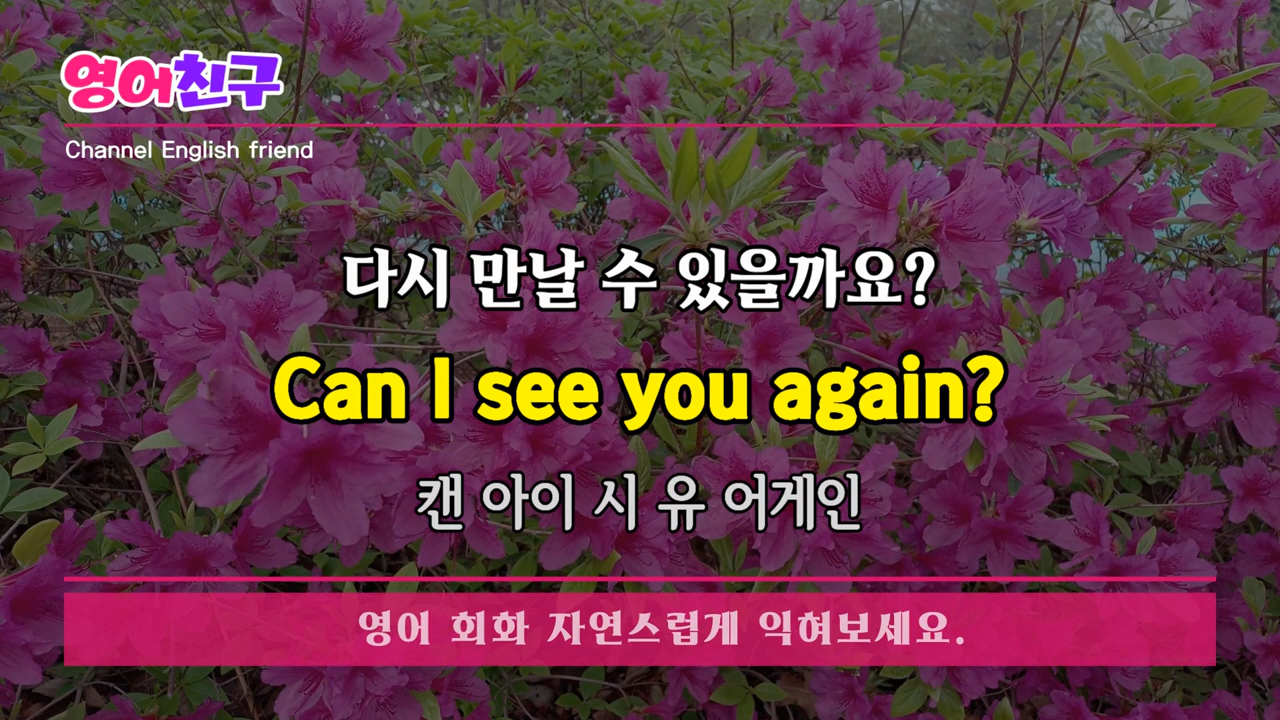 영어친구
Channel English friend
다시 만날 수 있을까요?
Can I see you again?
캔 아이 시 유 어게인
영어 회화 자연스럽게 익혀보세요.